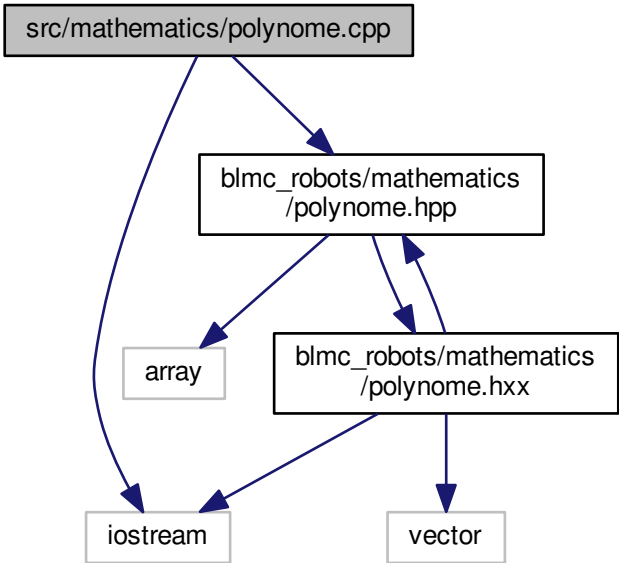 src/mathematics/polynome.cpp
blmc_robots/mathematics
/polynome.hpp
array
blmc_robots/mathematics
/polynome.hxx
iostream
vector